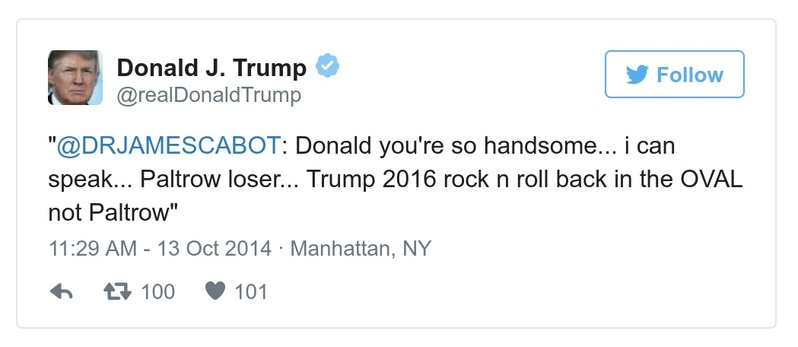 Donald J. Trump
@realDonaldTrump
Follow
"@DRJAMESCABOT: Donald you're so handsome... i can
speak... Paltrow loser... Trump 2016 rock n roll back in the OVAL
not Paltrow"
11:29 AM - 13 Oct 2014 · Manhattan, NY
100 101